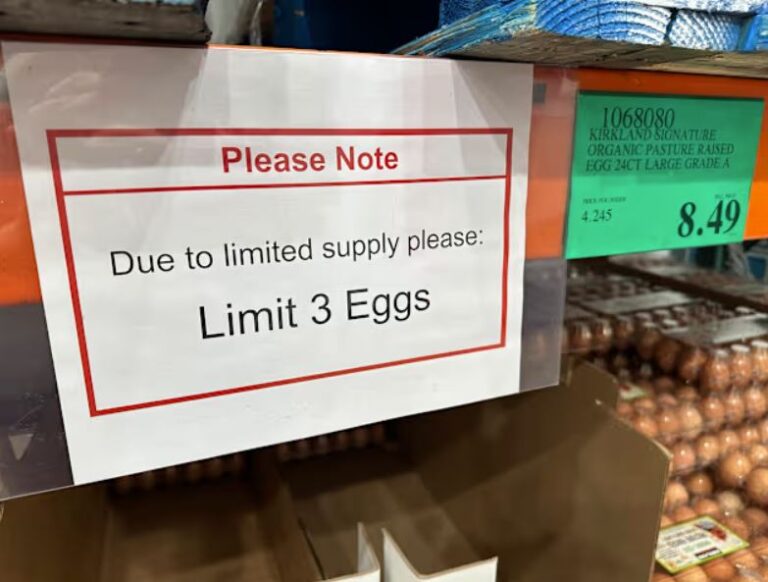 Please Note
Due to limited supply please:
Limit 3 Eggs
1068080
KIRKLAND SIGNATURE
ORGANIC PASTURE RAISED
EGG 24CT LARGE GRADE A
4.245
8.49